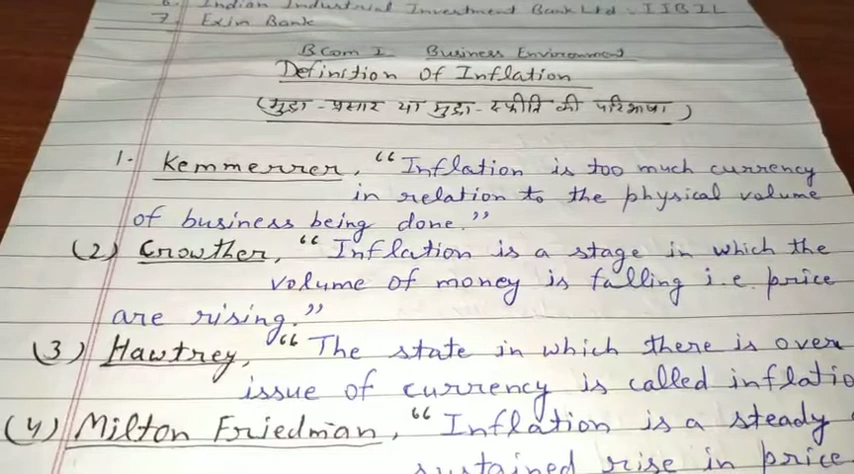 6. Indian Industrial Investment Bank Ltd - IIBIL
7. Exim Bank
B Com I Business Environment
Definition Of Inflation
(मुद्रा - प्रसार या मुद्रा - स्फीति की परिभाषा)
1. Kemmerrer, “Inflation is too much currency
in relation to the physical volume
of business being done.”
(2) Crowther, “Inflation is a stage in which the
volume of money is falling i.e. price
are rising.”
(3) Hawtrey, “The state in which there is over
issue of currency is called inflatio
(4) Milton Friedman, “Inflation is a steady
sustained rise in price